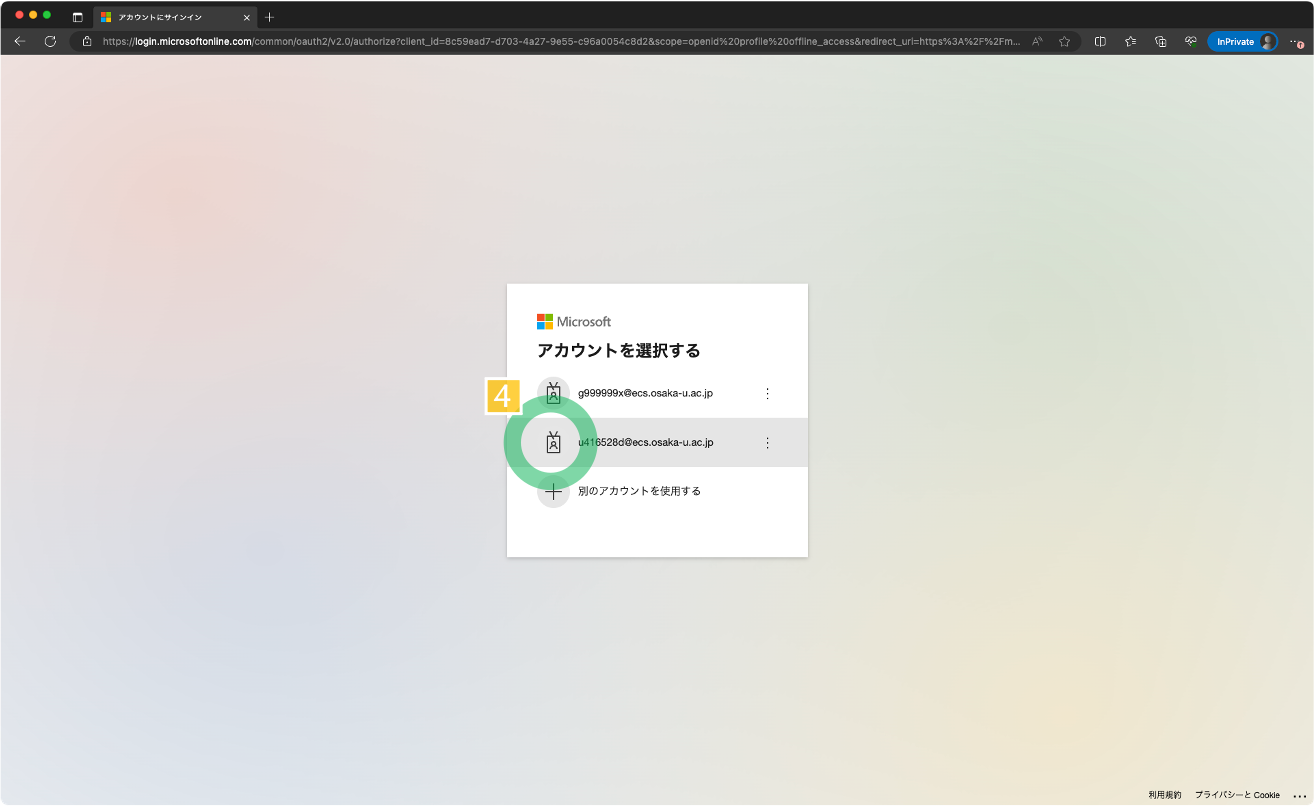 アカウントにサインイン
https://login.microsoftonline.com/common/oauth2/v2.0/authorize?client_id=8c59ead7-d703-4a27-9e55-c96a0054c8d2&scope=openid%20profile%20offline_access&redirect_uri=https%3A%2F%2Fm...
InPrivate
Microsoft
アカウントを選択する
4
g999999x@ecs.osaka-u.ac.jp
u416528d@ecs.osaka-u.ac.jp
別のアカウントを使用する
利用規約 プライバシーと Cookie ...